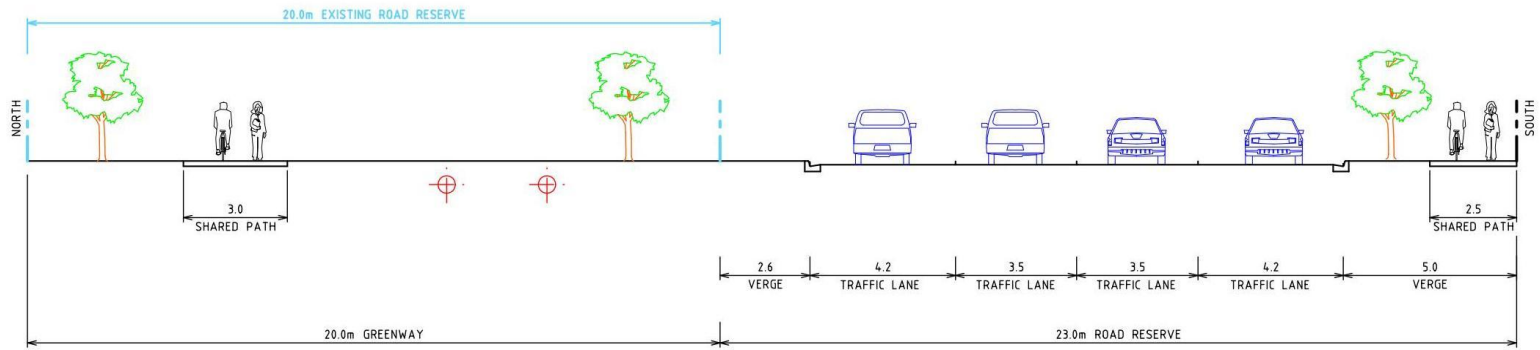 20.0m EXISTING ROAD RESERVE
NORTH
SOUTH
3.0
SHARED PATH
2.5
SHARED PATH
2.6
VERGE
4.2
TRAFFIC LANE
3.5
TRAFFIC LANE
3.5
TRAFFIC LANE
4.2
TRAFFIC LANE
5.0
VERGE
20.0m GREENWAY
23.0m ROAD RESERVE